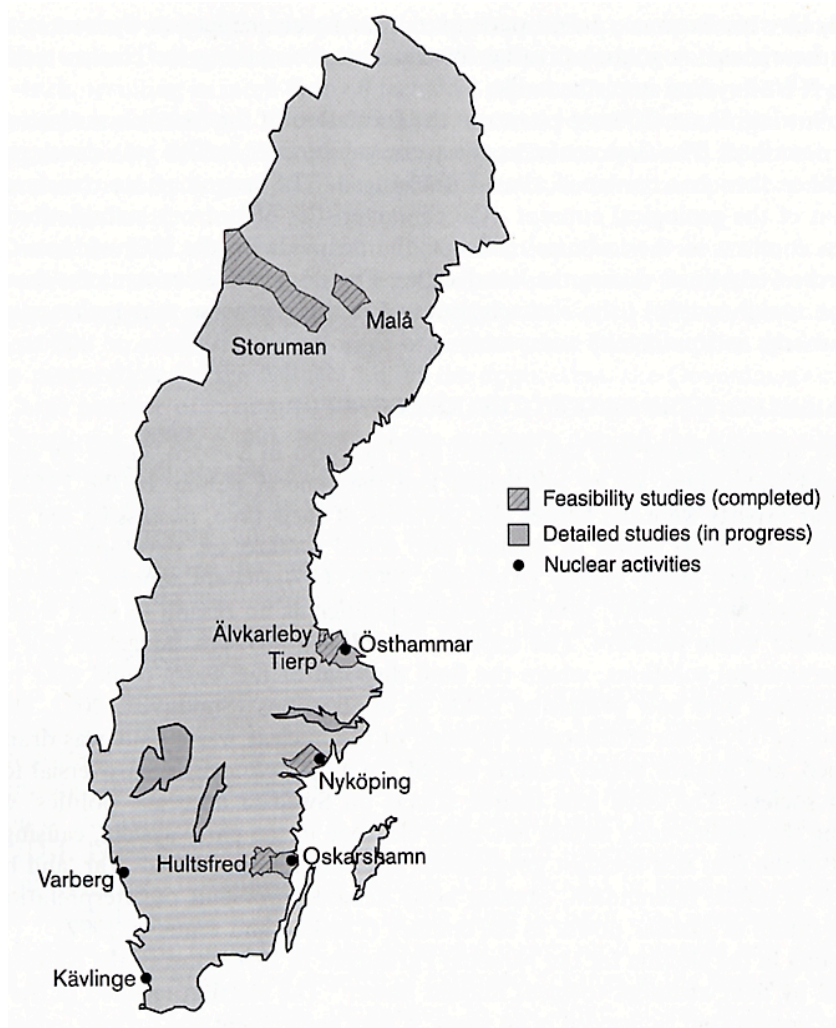 Malå
Storuman
Feasibility studies (completed)
Detailed studies (in progress)
Nuclear activities
Älvkarleby
Östhammar
Tierp
Nyköping
Hultsfred
Oskarshamn
Varberg
Kävlinge